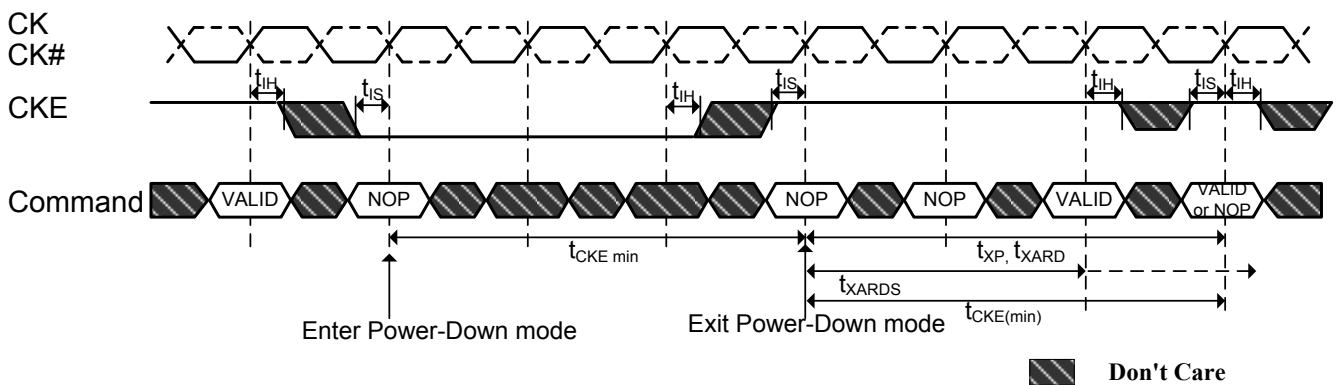 CK
CK#
tIH
tIS
tIH
tIS
tIH
tIS
tIH
CKE
Command
VALID
NOP
NOP
NOP
VALID
VALID
or NOP
tCKE min
tXP, tXARD
tXARDS
tCKE(min)
Enter Power-Down mode
Exit Power-Down mode
Don't Care